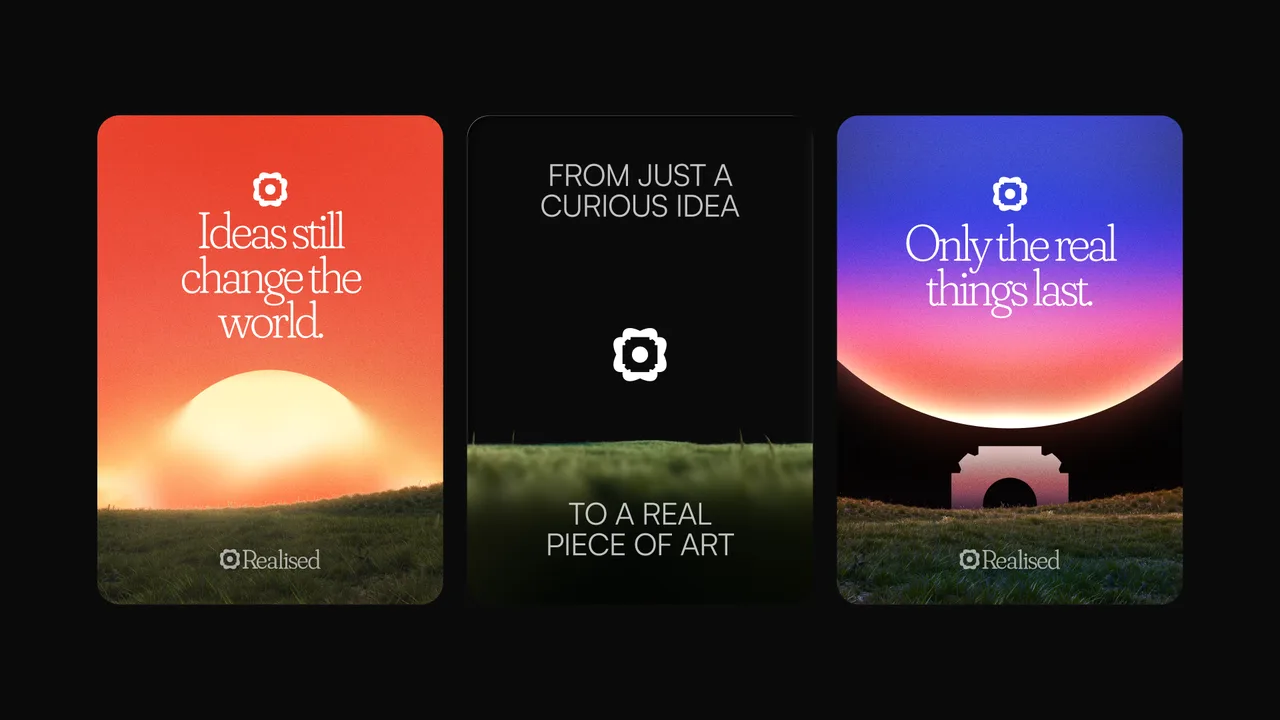 Ideas still
change the
world.
Realised
FROM JUST A
CURIOUS IDEA
TO A REAL
PIECE OF ART
Only the real
things last.
Realised